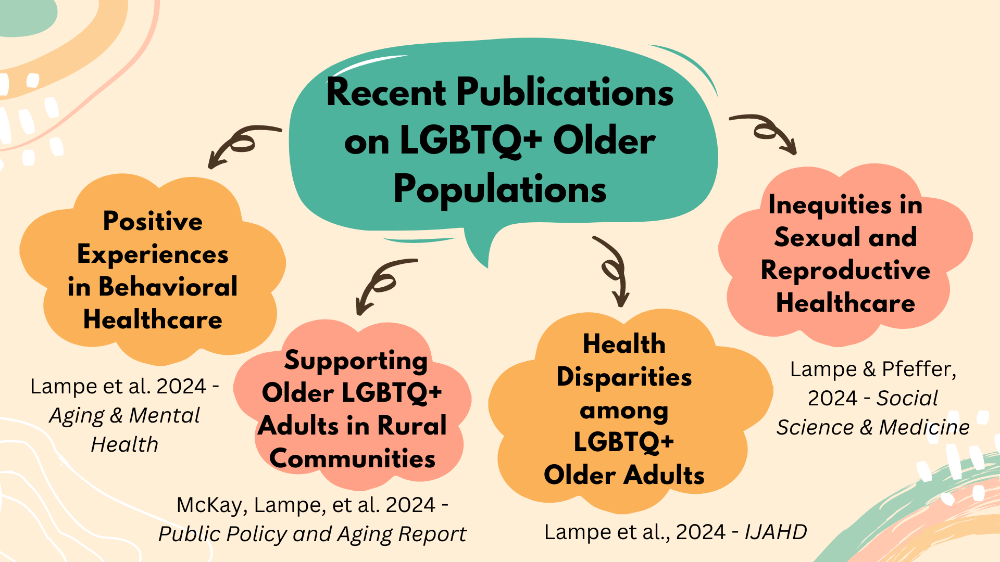 Recent Publications
on LGBTQ+ Older
Populations
Positive
Experiences
in Behavioral
Healthcare
Lampe et al. 2024 -
Aging & Mental
Health
Supporting
Older LGBTQ+
Adults in Rural
Communities
McKay, Lampe, et al. 2024 -
Public Policy and Aging Report
Health
Disparities
among
LGBTQ+
Older Adults
Lampe et al., 2024 - IJAHD
Inequities in
Sexual and
Reproductive
Healthcare
Lampe & Pfeffer,
2024 - Social
Science & Medicine